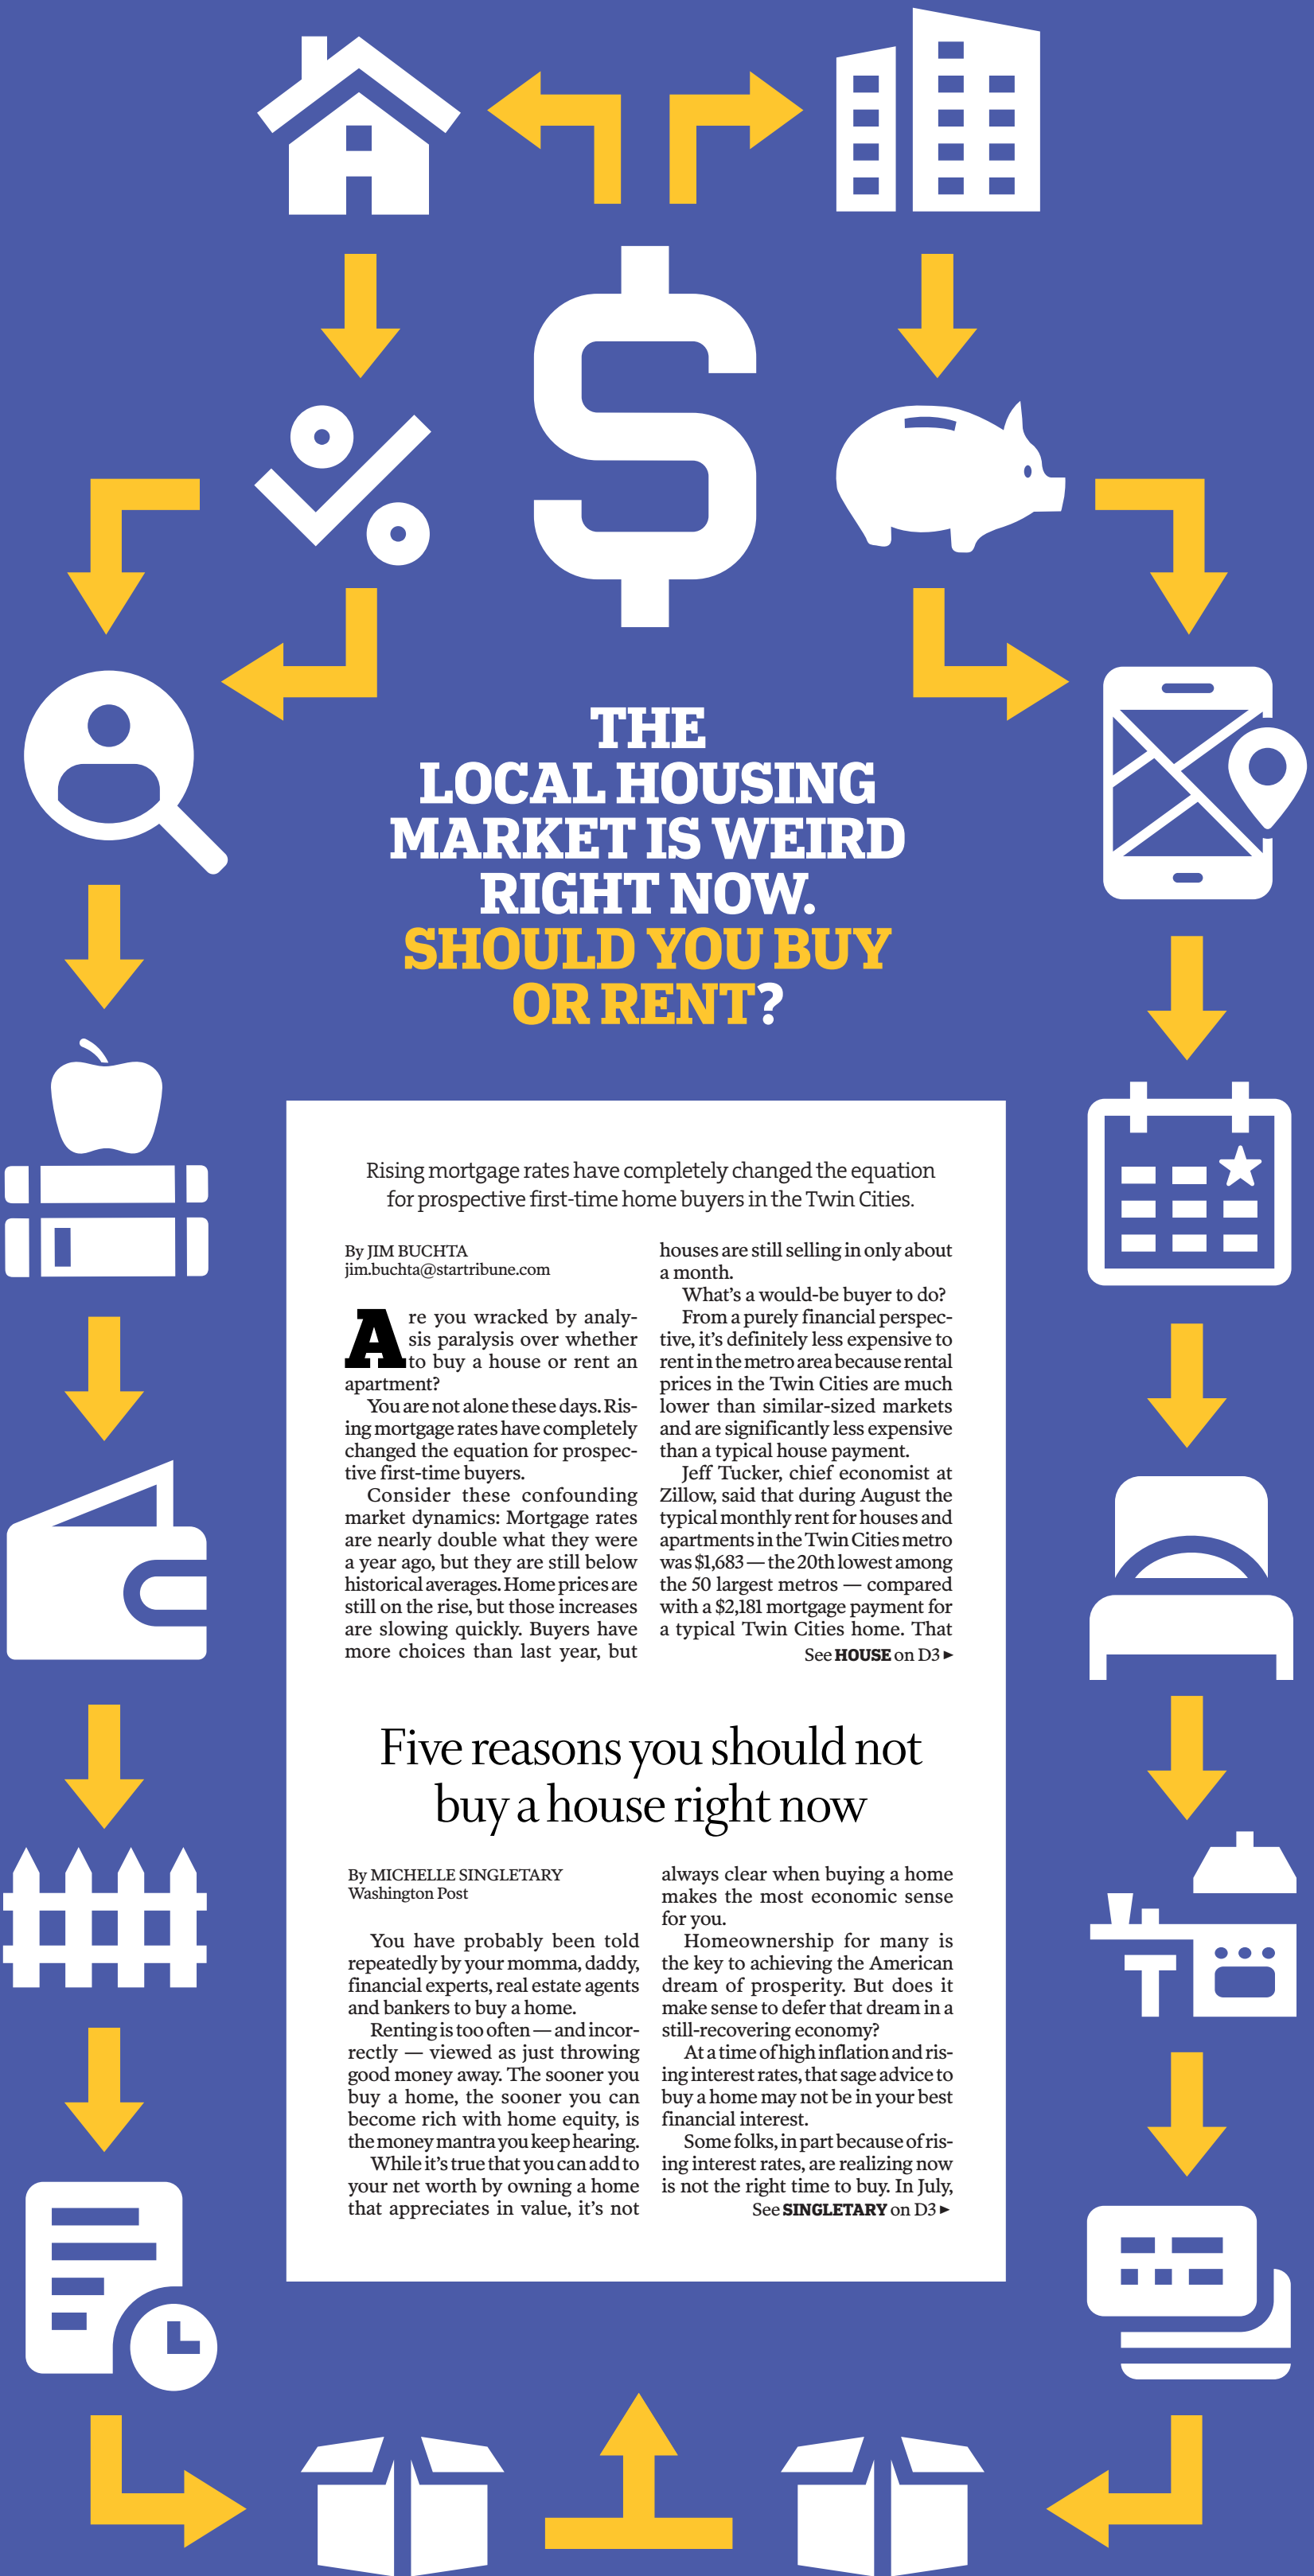 THE
LOCAL HOUSING
MARKET IS WEIRD
RIGHT NOW.
SHOULD YOU BUY
OR RENT?
Rising mortgage rates have completely changed the equation
for prospective first-time home buyers in the Twin Cities.
By JIM BUCHTA
jim.buchta@startribune.com
Are you wracked by analy-
sis paralysis over whether
to buy a house or rent an
apartment?
You are not alone these days. Ris-
ing mortgage rates have completely
changed the equation for prospec-
tive first-time buyers.
Consider these confounding
market dynamics: Mortgage rates
are nearly double what they were
a year ago, but they are still below
historical averages. Home prices are
still on the rise, but those increases
are slowing quickly. Buyers have
more choices than last year, but
houses are still selling in only about
a month.
What's a would-be buyer to do?
From a purely financial perspec-
tive, it's definitely less expensive to
rent in the metro area because rental
prices in the Twin Cities are much
lower than similar-sized markets
and are significantly less expensive
than a typical house payment.
Jeff Tucker, chief economist at
Zillow, said that during August the
typical monthly rent for houses and
apartments in the Twin Cities metro
was $1,683 — the 20th lowest among
the 50 largest metros — compared
with a $2,181 mortgage payment for
a typical Twin Cities home. That
See HOUSE on D3 ►
Five reasons you should not
buy a house right now
By MICHELLE SINGLETARY
Washington Post
You have probably been told
repeatedly by your momma, daddy,
financial experts, real estate agents
and bankers to buy a home.
Renting is too often — and incor-
rectly — viewed as just throwing
good money away. The sooner you
buy a home, the sooner you can
become rich with home equity, is
the money mantra you keep hearing.
While it's true that you can add to
your net worth by owning a home
that appreciates in value, it's not
always clear when buying a home
makes the most economic sense
for you.
Homeownership for many is
the key to achieving the American
dream of prosperity. But does it
make sense to defer that dream in a
still-recovering economy?
At a time of high inflation and ris-
ing interest rates, that sage advice to
buy a home may not be in your best
financial interest.
Some folks, in part because of ris-
ing interest rates, are realizing now
is not the right time to buy. In July,
See SINGLETARY on D3 ►